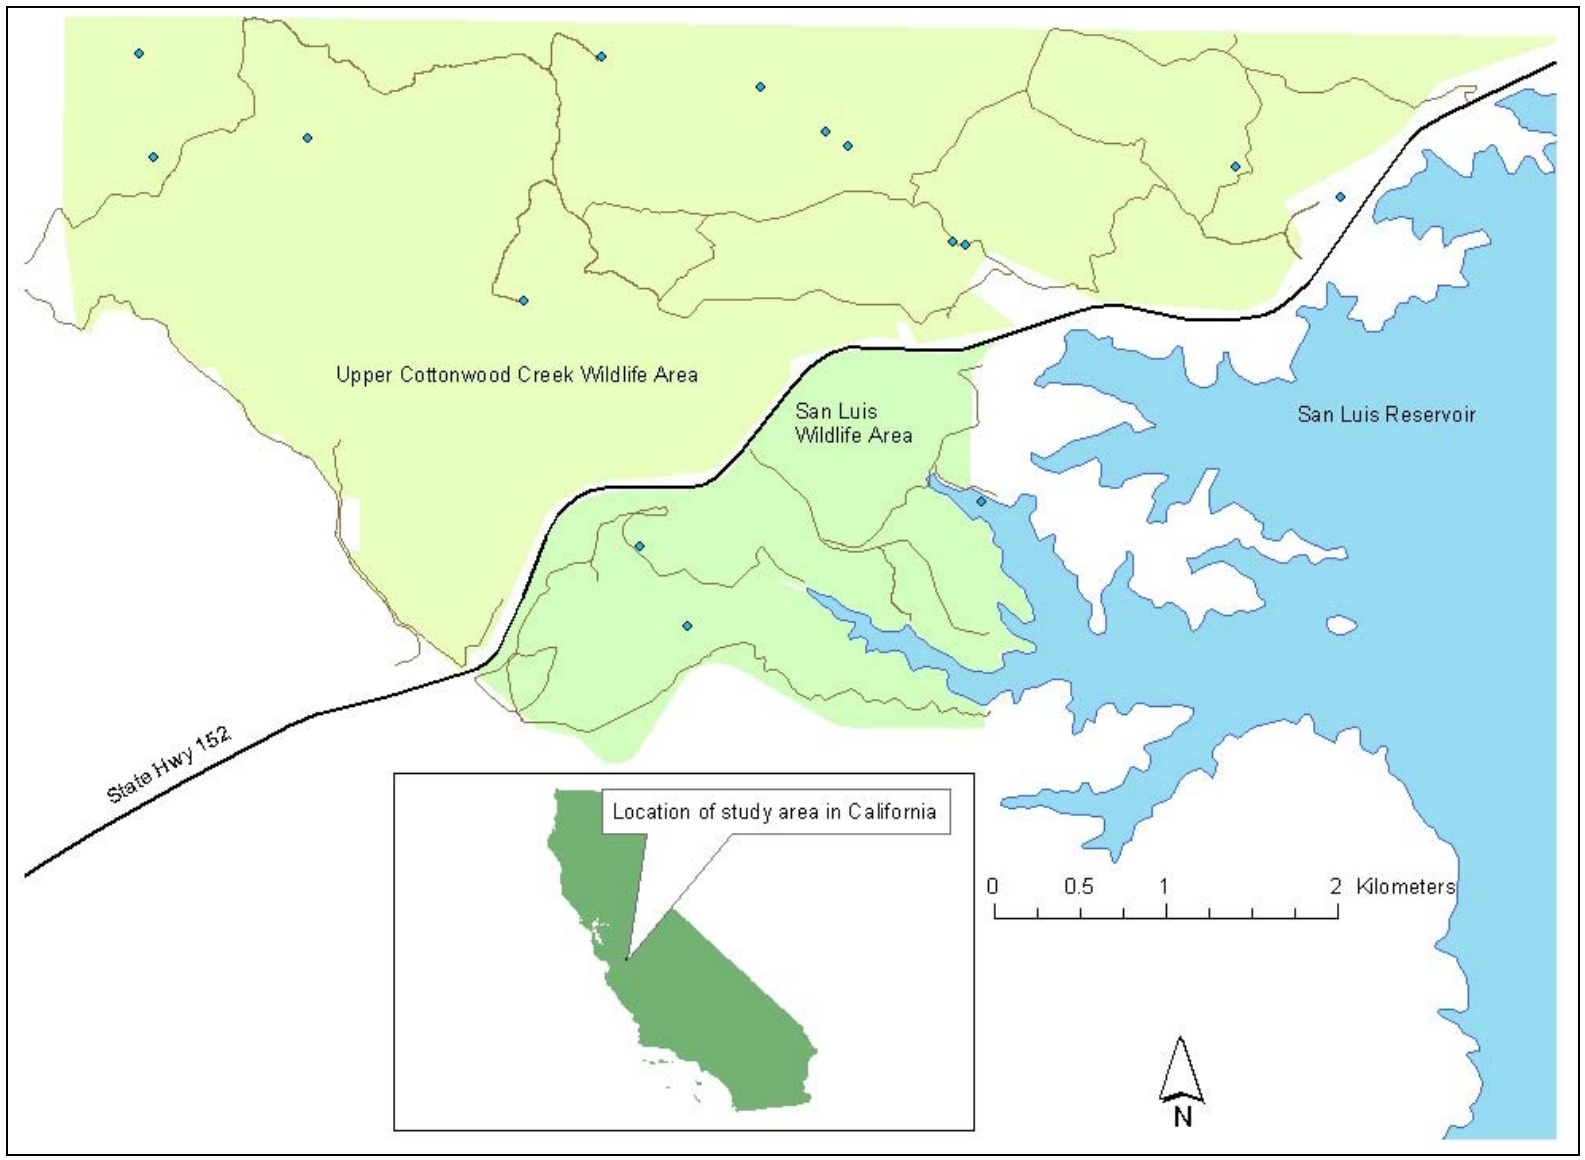 Upper Cottonwood Creek Wildlife Area
San Luis
Wildlife Area
San Luis Reservoir
State Hwy 152
Location of study area in California
0 0.5 1 2 Kilometers
N